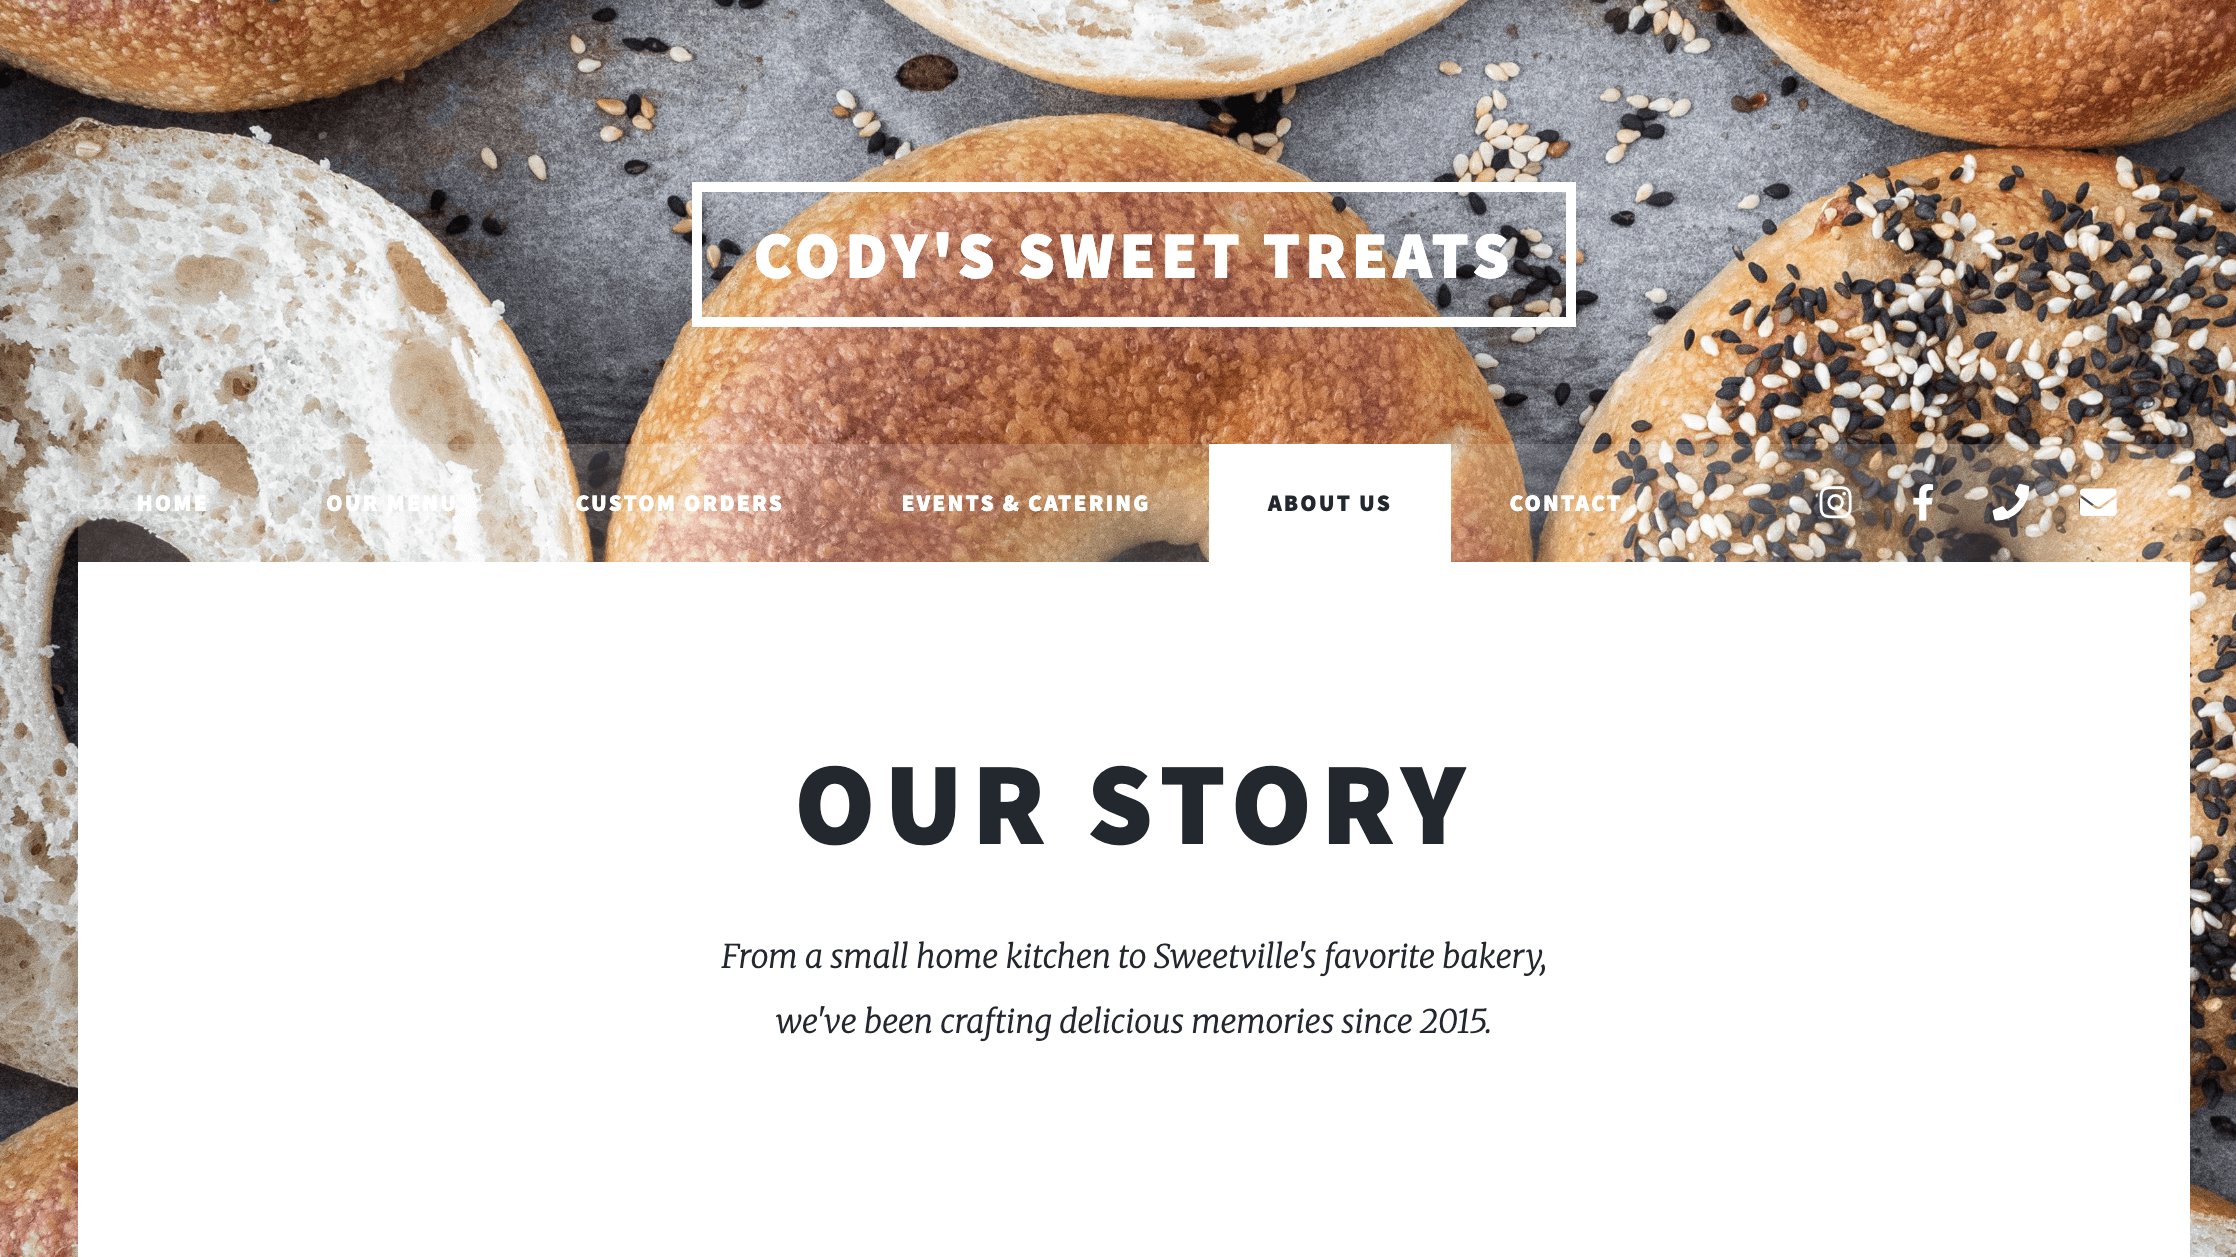 CODY'S SWEET TREATS
HOME OUR MENU CUSTOM ORDERS EVENTS & CATERING ABOUT US CONTACT
OUR STORY
From a small home kitchen to Sweetville's favorite bakery,
we've been crafting delicious memories since 2015.